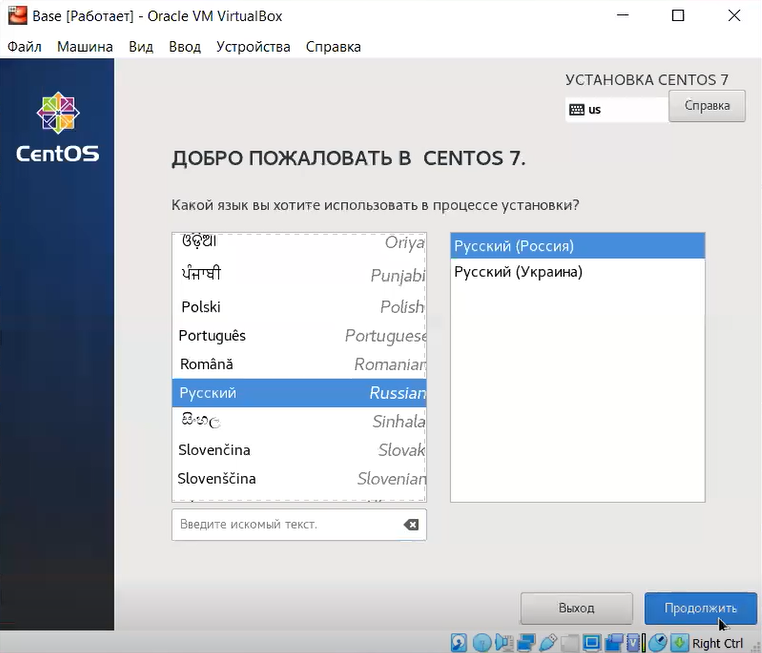 Base [Работает] - Oracle VM VirtualBox
Файл Машина Вид Ввод Устройства Справка
CentOS
УСТАНОВКА CENTOS 7
us
Справка
ДОБРО ПОЖАЛОВАТЬ В CENTOS 7.
Какой язык вы хотите использовать в процессе установки?
ଓଡ଼ିଆ Oriya
ਪੰਜਾਬੀ Punjabi
Polski Polish
Português Portuguese
Română Romanian
Русский Russian
සිංහල Sinhala
Slovenčina Slovak
Slovenščina Slovenian
Русский (Россия)
Русский (Украина)
Введите искомый текст.
Выход Продолжить
Right Ctrl